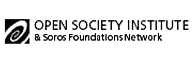 OPEN SOCIETY INSTITUTE
& Soros Foundations Network